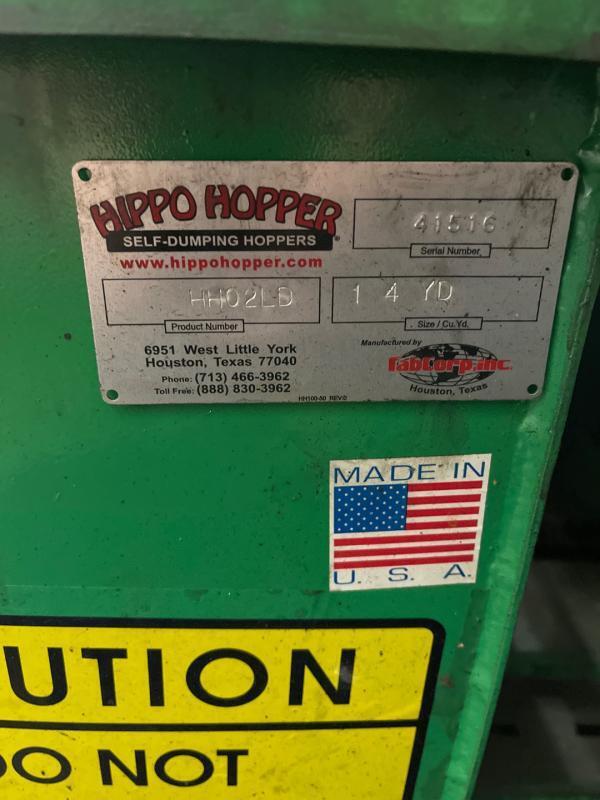 HIPPO HOPPER
SELF-DUMPING HOPPERS
www.hippohopper.com
41516
Serial Number
HH02LD
Product Number
1 4 YD
Size / Cu.Yd.
6951 West Little York
Houston, Texas 77040
Phone: (713) 466-3962
Toll Free: (888) 830-3962
Manufactured by
fabCorp,inc.
Houston, Texas
HH100-50 REV.0
MADE IN
U. S. A.
UTION
DO NOT